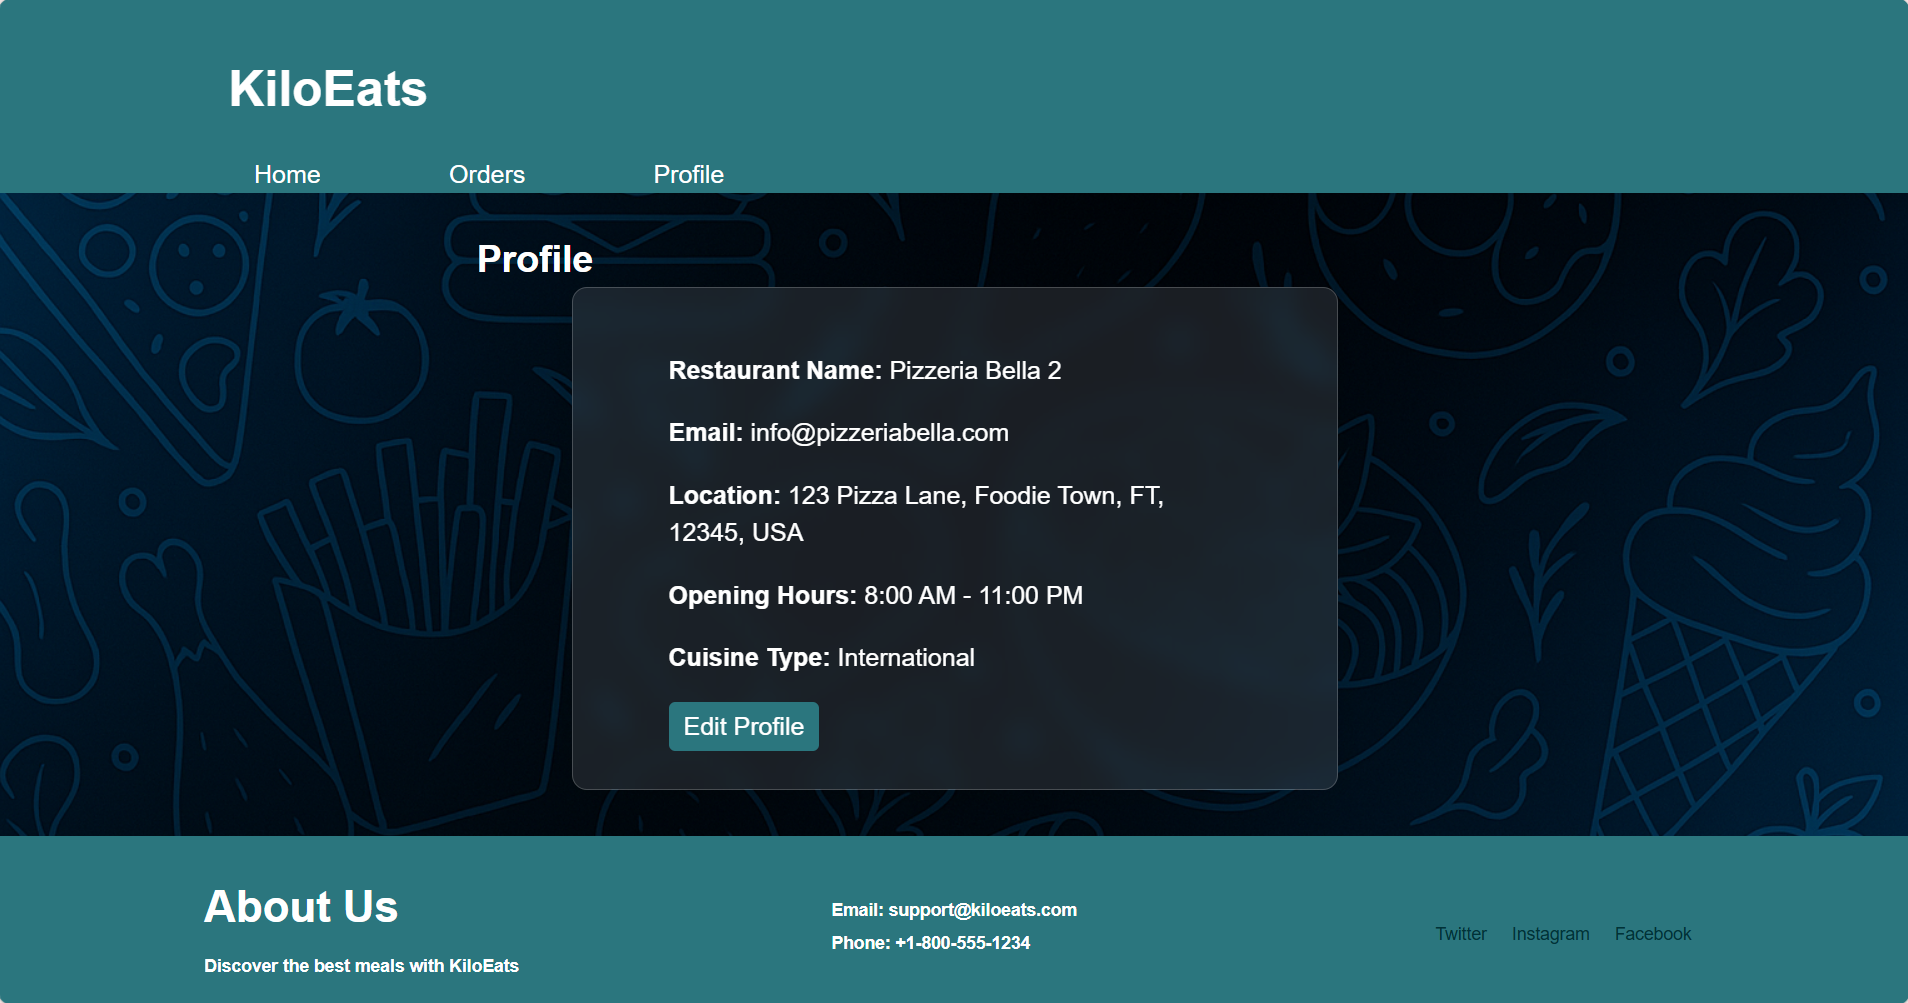 KiloEats
Home Orders Profile
Profile
Restaurant Name: Pizzeria Bella 2
Email: info@pizzeriabella.com
Location: 123 Pizza Lane, Foodie Town, FT,
12345, USA
Opening Hours: 8:00 AM - 11:00 PM
Cuisine Type: International
Edit Profile
About Us
Discover the best meals with KiloEats
Email: support@kiloeats.com
Phone: +1-800-555-1234
Twitter Instagram Facebook